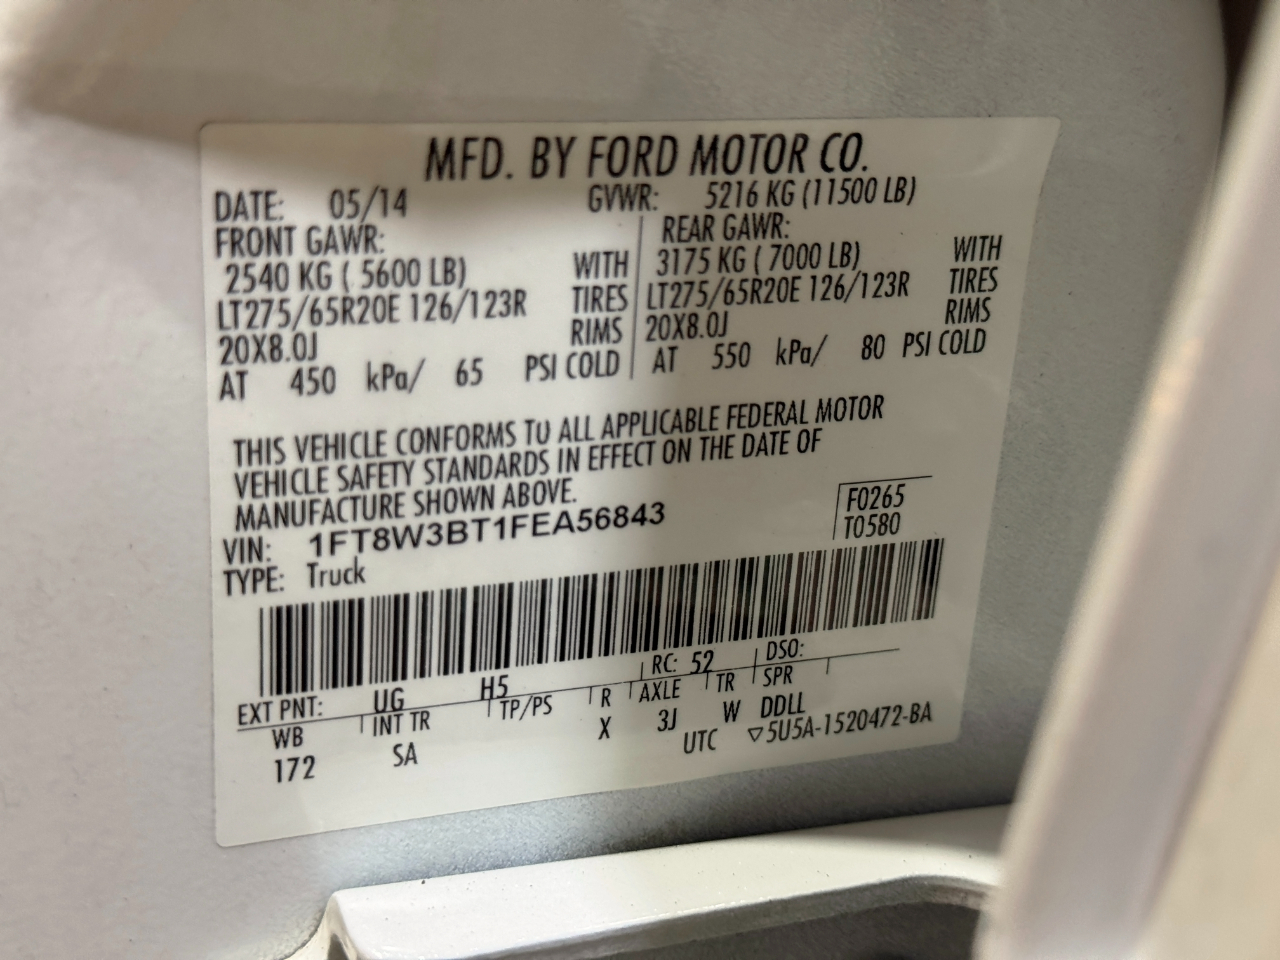 MFD. BY FORD MOTOR CO.
DATE: 05/14 GVWR: 5216 KG (11500 LB)
FRONT GAWR: REAR GAWR:
2540 KG ( 5600 LB) WITH 3175 KG ( 7000 LB) WITH
LT275/65R20E 126/123R TIRES LT275/65R20E 126/123R TIRES
20X8.0J RIMS 20X8.0J RIMS
AT 450 kPa/ 65 PSI COLD AT 550 kPa/ 80 PSI COLD
THIS VEHICLE CONFORMS TO ALL APPLICABLE FEDERAL MOTOR
VEHICLE SAFETY STANDARDS IN EFFECT ON THE DATE OF
MANUFACTURE SHOWN ABOVE.
VIN: 1FT8W3BT1FEA56843 F0265
TYPE: Truck T0580
RC: 52 DSO:
EXT PNT: UG H5
WB INT TR TP/PS R AXLE TR SPR
172 SA X 3J W DDLL
UTC ▽5U5A-1520472-BA